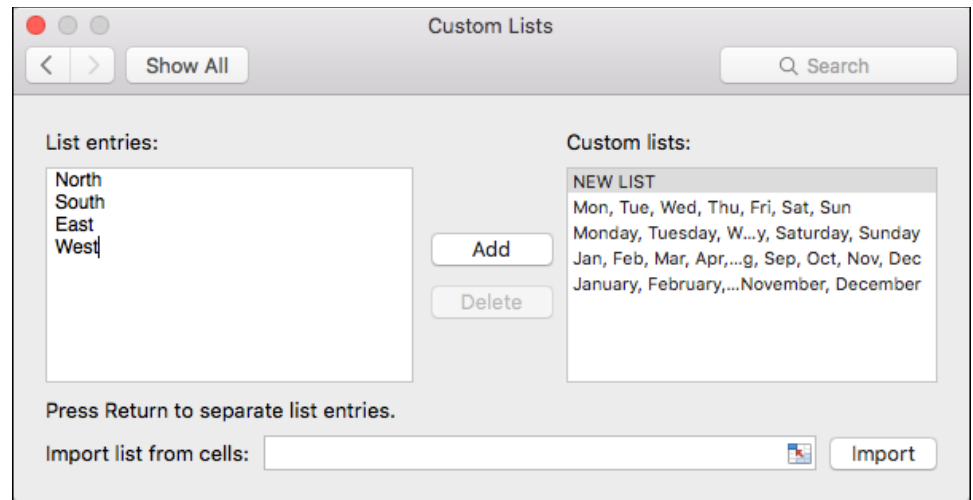 Custom Lists
Show All
Search
List entries:
Custom lists:
North
South
East
West
NEW LIST
Mon, Tue, Wed, Thu, Fri, Sat, Sun
Monday, Tuesday, W...y, Saturday, Sunday
Jan, Feb, Mar, Apr,...g, Sep, Oct, Nov, Dec
January, February,...November, December
Add
Delete
Press Return to separate list entries.
Import list from cells:
Import